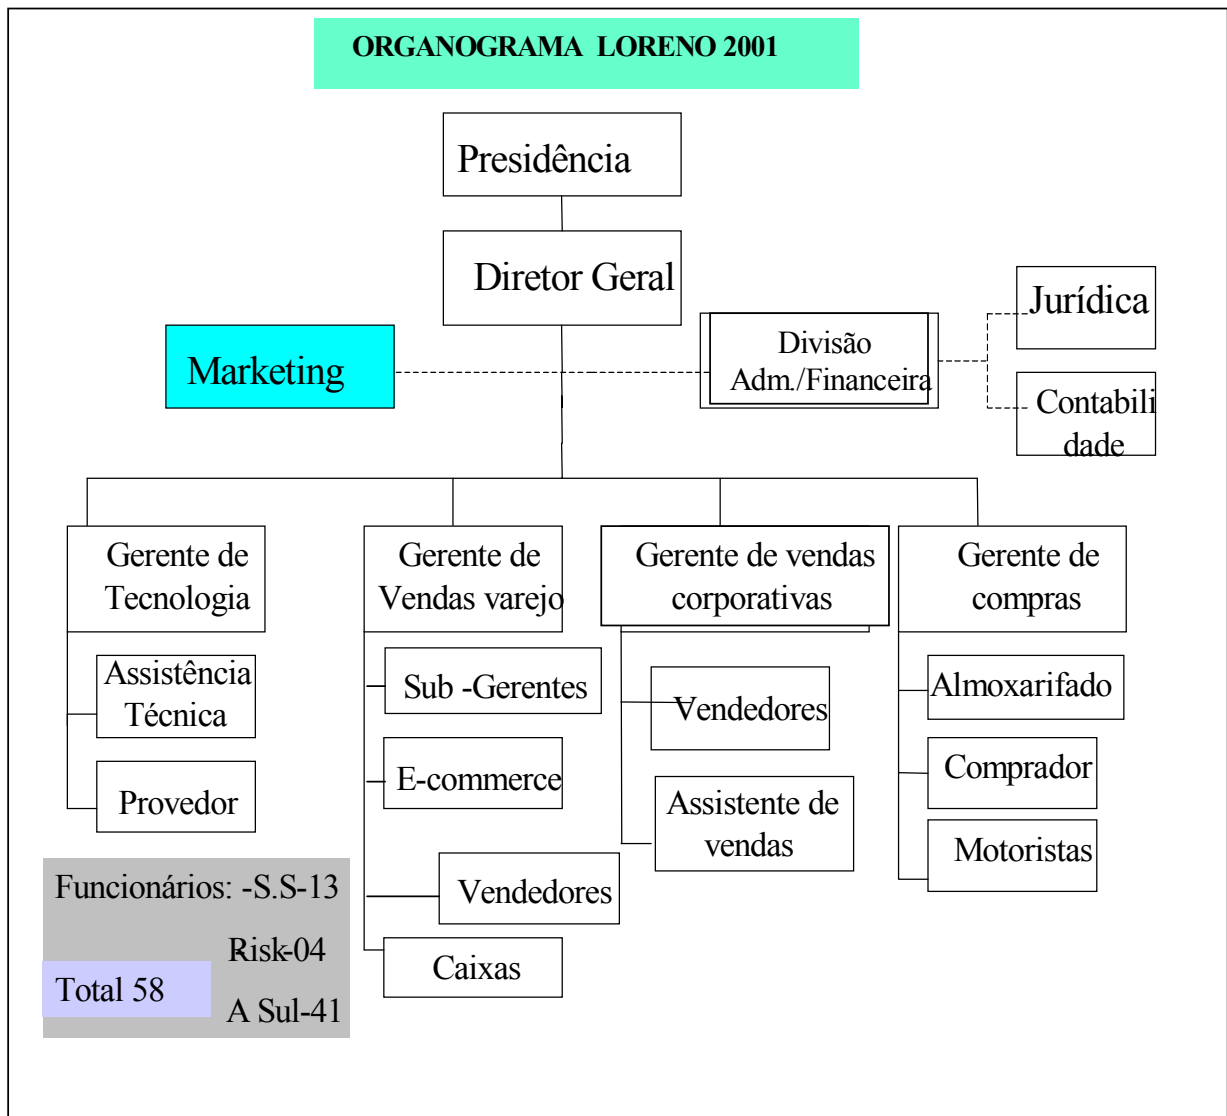 ORGANOGRAMA LORENO 2001
Presidência
Diretor Geral
Marketing
Divisão
Adm./Financeira
Jurídica
Contabili
dade
Gerente de
Tecnologia
Assistência
Técnica
Provedor
Gerente de
Vendas varejo
Sub -Gerentes
E-commerce
Vendedores
Caixas
Gerente de vendas
corporativas
Vendedores
Assistente de
vendas
Gerente de
compras
Almoxarifado
Comprador
Motoristas
Funcionários: -S.S-13
Risk-04
A Sul-41
Total 58